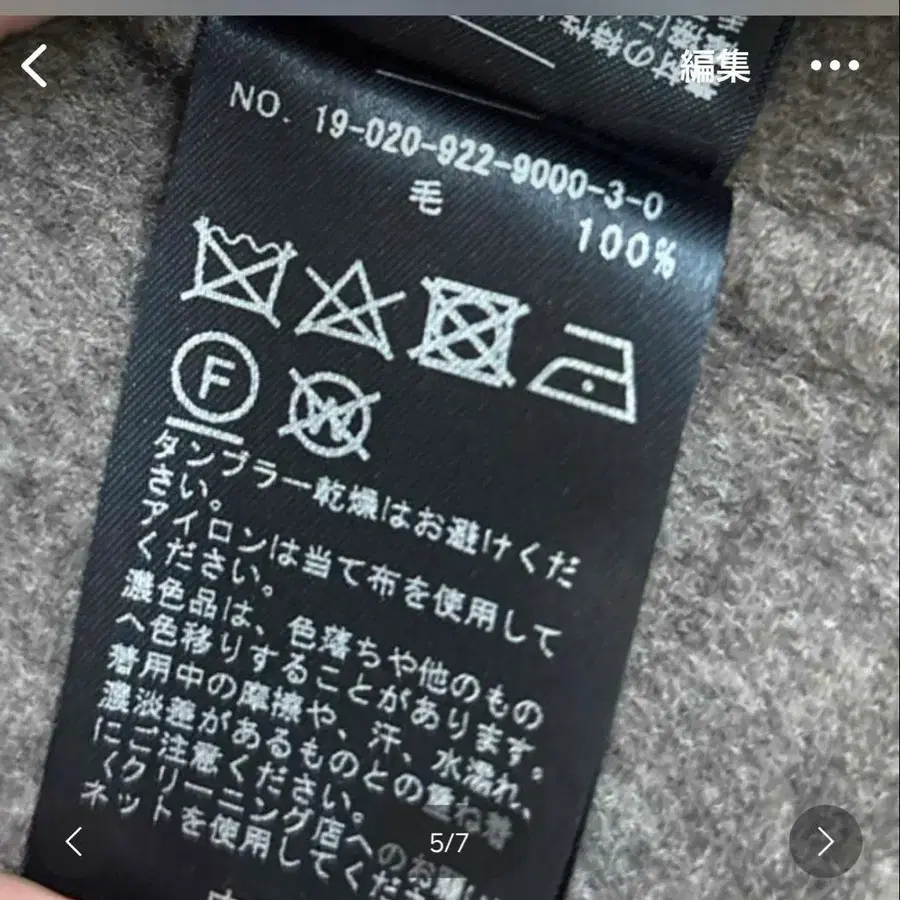 編集
NO. 19-020-922-9000-3-0
毛
100%
F
W
タンブラー乾燥はお避けくだ
さい。
アイロンは当て布を使用して
ください。
濃色品は、色落ちや他のもの
へ色移りすることがあります。
着用中の摩擦や、汗、水濡れ、
濃淡差があるものとの重ね着
にご注意ください。
くクリーニング店へのお願い
ネットを使用してくだ
5/7